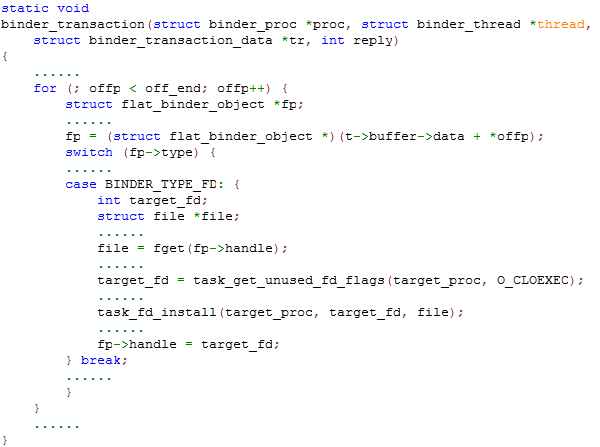 static void
binder_transaction(struct binder_proc *proc, struct binder_thread *thread,
    struct binder_transaction_data *tr, int reply)
{
    ......
    for (; offp < off_end; offp++) {
        struct flat_binder_object *fp;
        ......
        fp = (struct flat_binder_object *)(t->buffer->data + *offp);
        switch (fp->type) {
        ......
        case BINDER_TYPE_FD: {
            int target_fd;
            struct file *file;
            ......
            file = fget(fp->handle);
            ......
            target_fd = task_get_unused_fd_flags(target_proc, O_CLOEXEC);
            ......
            task_fd_install(target_proc, target_fd, file);
            ......
            fp->handle = target_fd;
        } break;
        ......
        }
    }
    ......
}